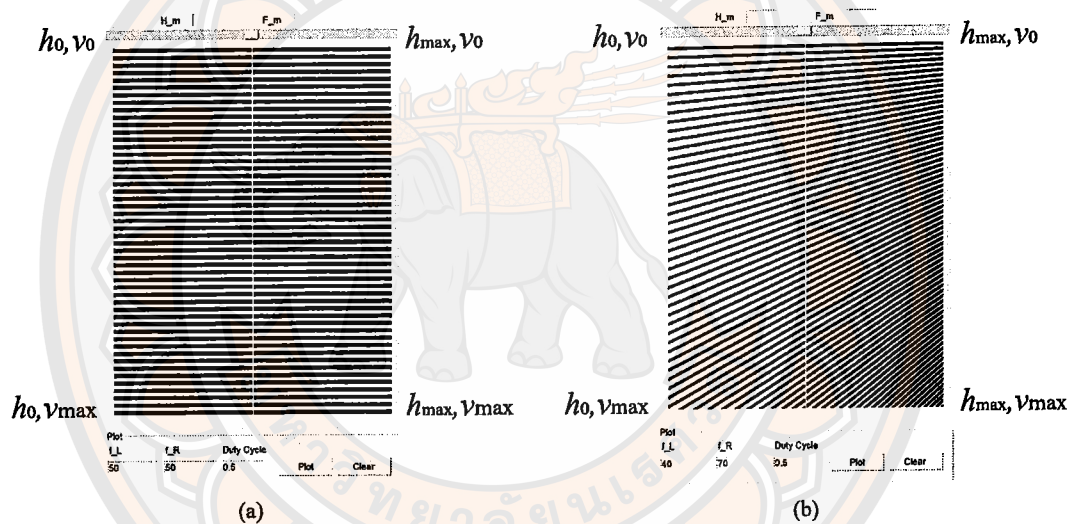 H_m F_m
h0, v0
hmax, v0
h0, vmax
hmax, vmax
Plot
f_L f_R Duty Cycle
50 50 0.5 Plot Clear
(a)
H_m F_m
h0, v0
hmax, v0
h0, vmax
hmax, vmax
Plot
f_L f_R Duty Cycle
40 70 0.5 Plot Clear
(b)